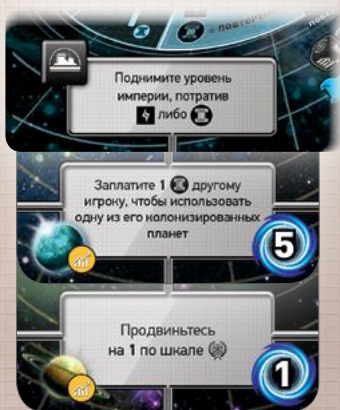 = ПОВТОР
ПОВ
Поднимите уровень
империи, потратив
либо
Заплатите 1 другому
игроку, чтобы использовать
одну из его колонизированных
планет
5
Продвиньтесь
на 1 по шкале
1